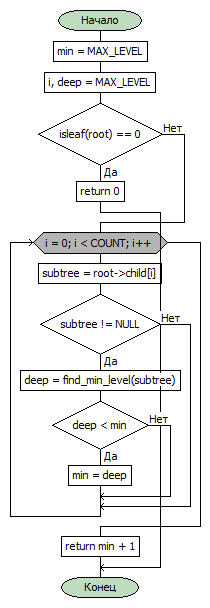 Начало
min = MAX_LEVEL
i, deep = MAX_LEVEL
isleaf(root) == 0
Нет
Да
return 0
i = 0; i < COUNT; i++
subtree = root->child[i]
subtree != NULL
Нет
Да
deep = find_min_level(subtree)
deep < min
Нет
Да
min = deep
return min + 1
Конец